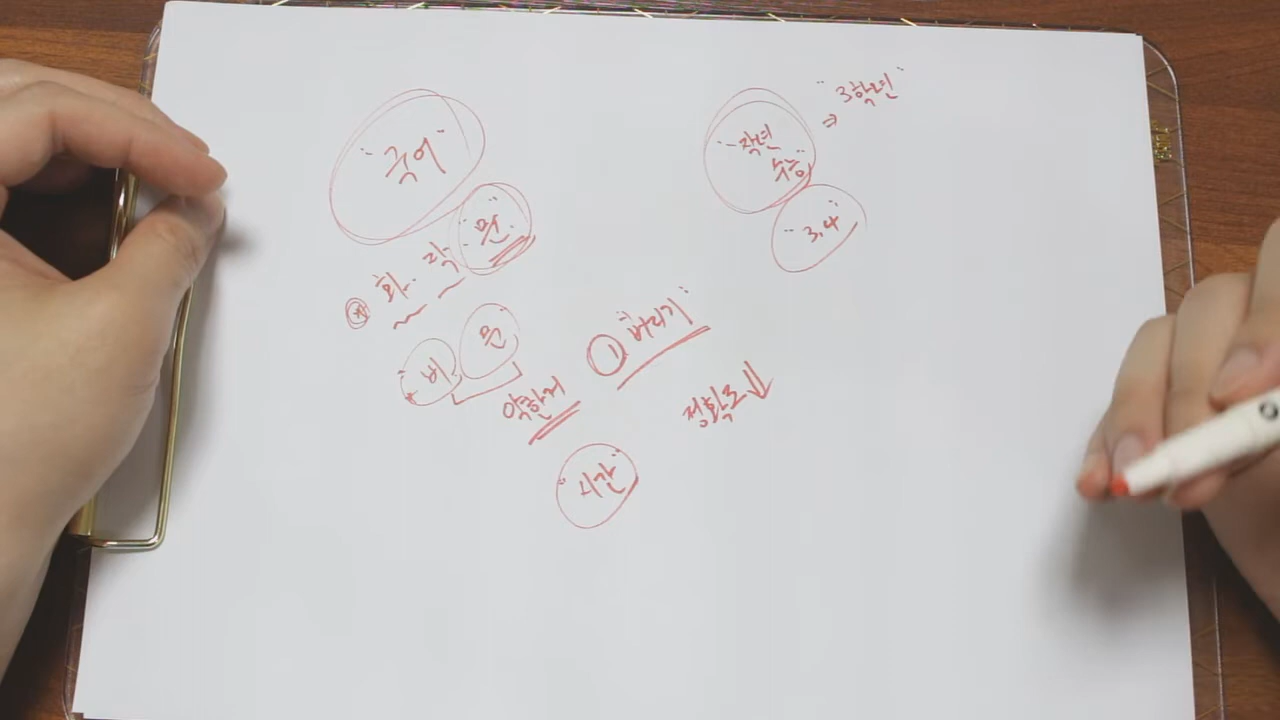 "국어"
"3학년"
⇒
"작년
수능"
"3.4"
* 화. 작
"문"
"비"
"문"
약한거
① "버리기"
정확도↓
"시간"